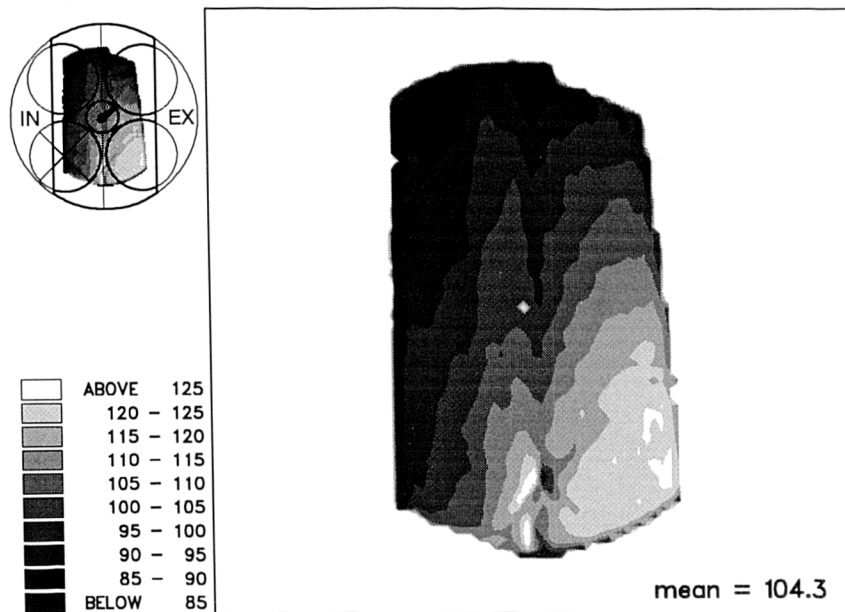 IN EX
ABOVE 125
120 - 125
115 - 120
110 - 115
105 - 110
100 - 105
95 - 100
90 - 95
85 - 90
BELOW 85
mean = 104.3